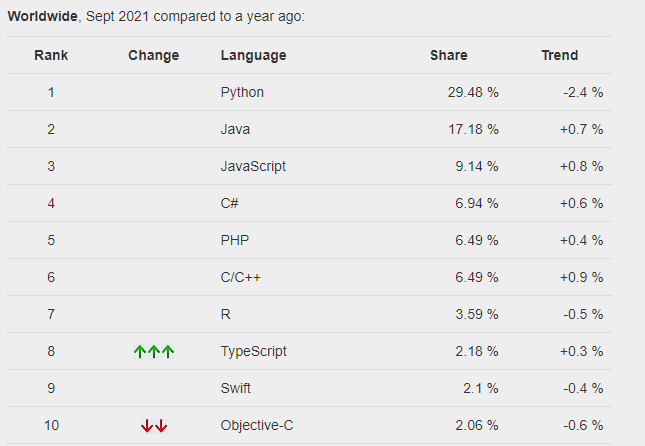 Worldwide, Sept 2021 compared to a year ago:
Rank Change Language Share Trend
1 Python 29.48 % -2.4 %
2 Java 17.18 % +0.7 %
3 JavaScript 9.14 % +0.8 %
4 C# 6.94 % +0.6 %
5 PHP 6.49 % +0.4 %
6 C/C++ 6.49 % +0.9 %
7 R 3.59 % -0.5 %
8 ↑↑↑ TypeScript 2.18 % +0.3 %
9 Swift 2.1 % -0.4 %
10 ↓↓ Objective-C 2.06 % -0.6 %